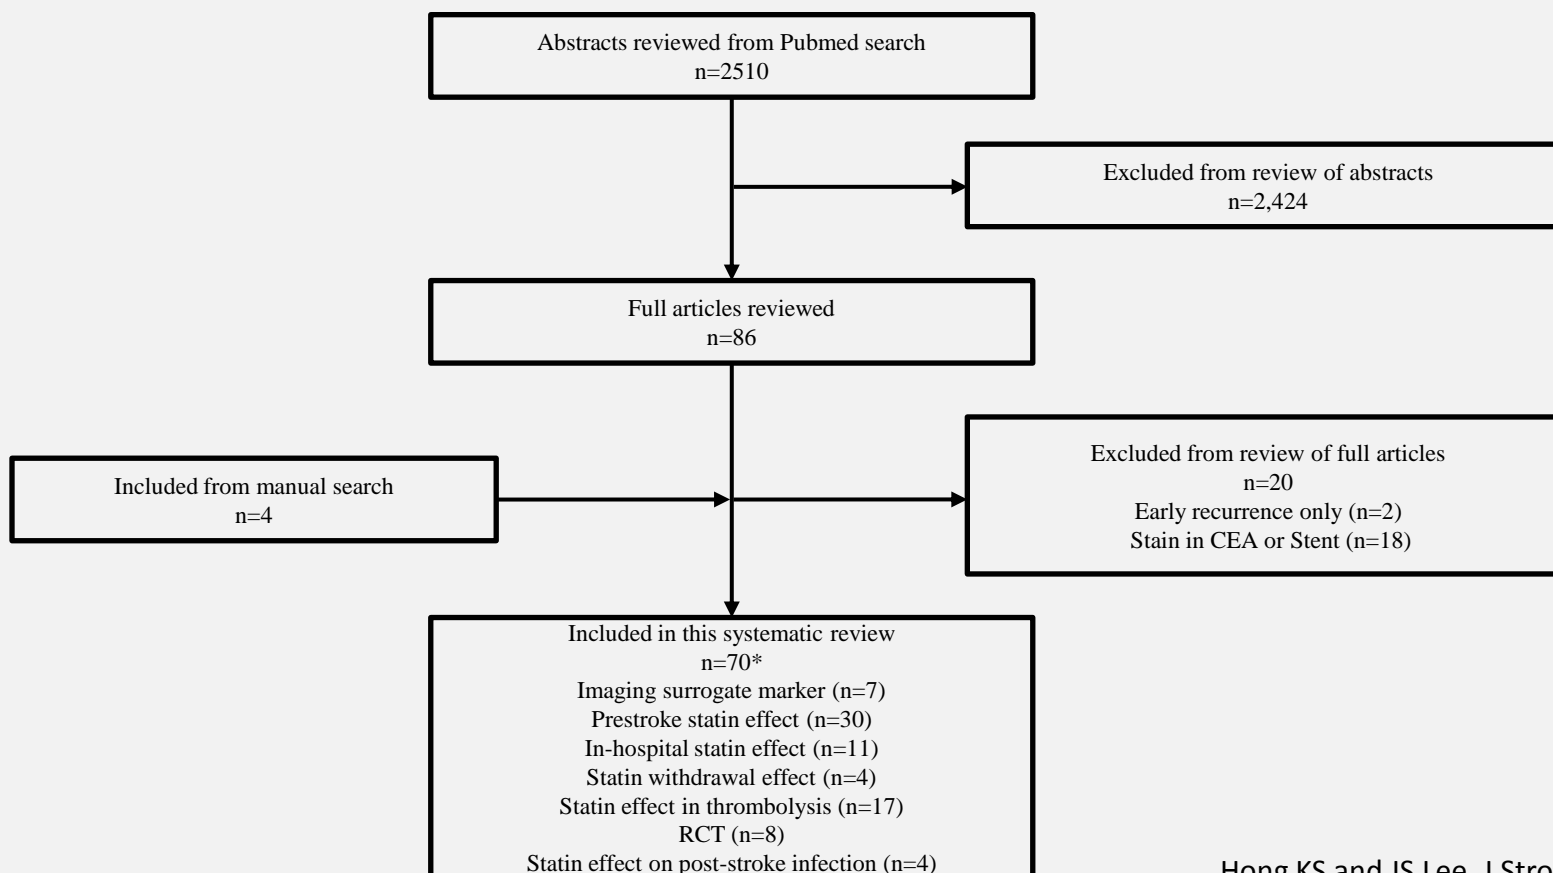 Abstracts reviewed from Pubmed search
n=2510
Excluded from review of abstracts
n=2,424
Full articles reviewed
n=86
Included from manual search
n=4
Excluded from review of full articles
n=20
Early recurrence only (n=2)
Stain in CEA or Stent (n=18)
Included in this systematic review
n=70*
Imaging surrogate marker (n=7)
Prestroke statin effect (n=30)
In-hospital statin effect (n=11)
Statin withdrawal effect (n=4)
Statin effect in thrombolysis (n=17)
RCT (n=8)
Statin effect on post-stroke infection (n=4)
Hong KS and JS Lee. J Stro